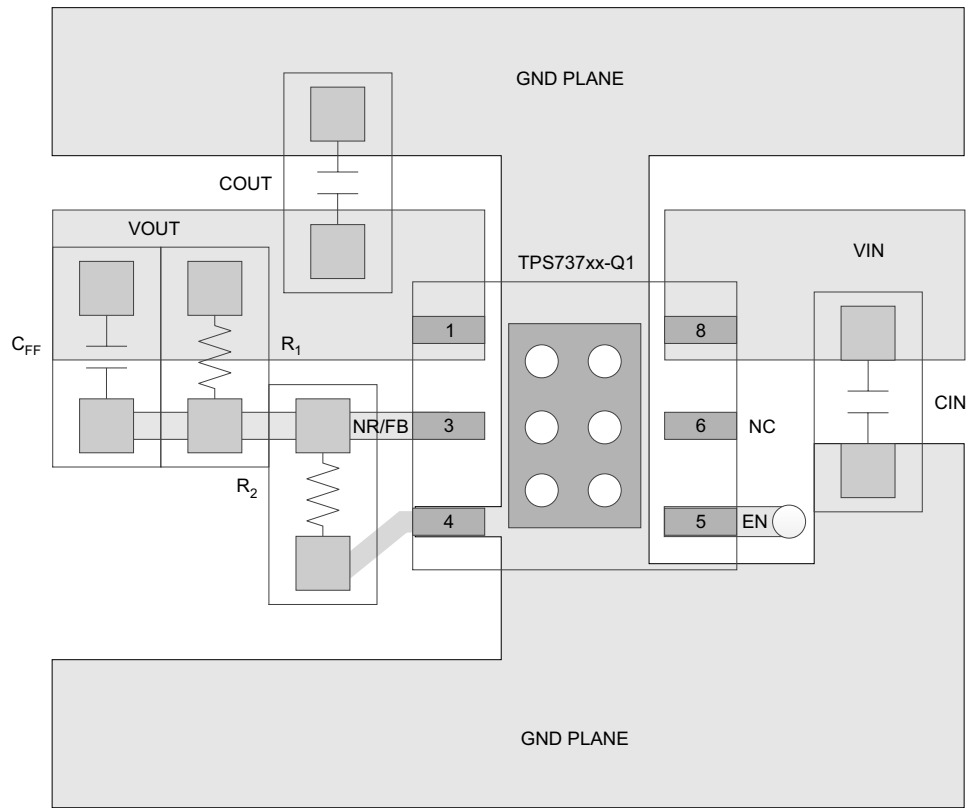 GND PLANE
COUT
VOUT
TPS737xx-Q1
VIN
1
8
C_FF
R_1
CIN
NR/FB
3
6
NC
R_2
4
5
EN
GND PLANE